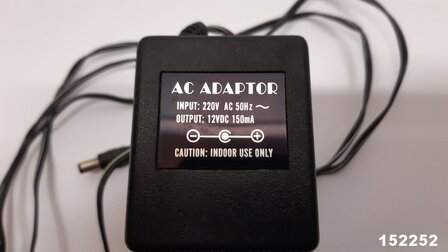 AC ADAPTOR
INPUT: 220V AC 50Hz ~
OUTPUT: 12VDC 150mA
CAUTION: INDOOR USE ONLY
152252